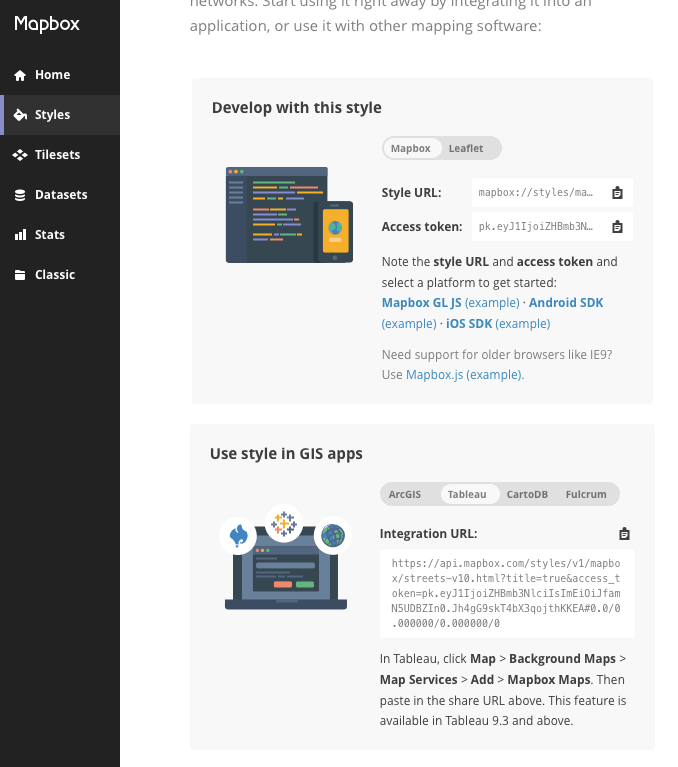 Mapbox
Home
Styles
Tilesets
Datasets
Stats
Classic
networks. Start using it right away by integrating it into an
application, or use it with other mapping software:
Develop with this style
Mapbox Leaflet
Style URL: mapbox://styles/ma…
Access token: pk.eyJ1IjoiZHBmb3N…
Note the style URL and access token and
select a platform to get started:
Mapbox GL JS (example) · Android SDK
(example) · iOS SDK (example)
Need support for older browsers like IE9?
Use Mapbox.js (example).
Use style in GIS apps
ArcGIS Tableau CartoDB Fulcrum
Integration URL:
https://api.mapbox.com/styles/v1/mapbo
x/streets-v10.html?title=true&access_t
oken=pk.eyJ1IjoiZHBmb3NlciIsImEiOiJfam
N5UDBZIn0.Jh4gG9skT4bX3qojthKKEA#0.0/0
.000000/0.000000/0
In Tableau, click Map > Background Maps >
Map Services > Add > Mapbox Maps. Then
paste in the share URL above. This feature is
available in Tableau 9.3 and above.